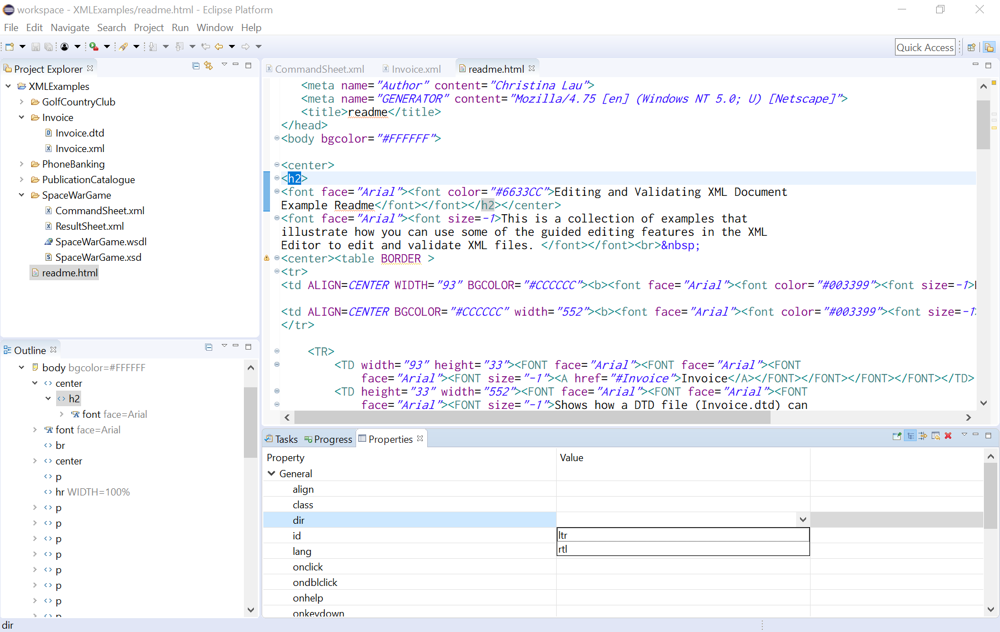 workspace - XMLExamples/readme.html - Eclipse Platform
File Edit Navigate Search Project Run Window Help
Quick Access
Project Explorer
XMLExamples
GolfCountryClub
Invoice
Invoice.dtd
Invoice.xml
PhoneBanking
PublicationCatalogue
SpaceWarGame
CommandSheet.xml
ResultSheet.xml
SpaceWarGame.wsdl
SpaceWarGame.xsd
readme.html
Outline
body bgcolor=#FFFFFF
center
h2
font face=Arial
font face=Arial
br
center
p
hr WIDTH=100%
p
p
p
p
p
p
p
p
CommandSheet.xml Invoice.xml readme.html
<meta name="Author" content="Christina Lau">
<meta name="GENERATOR" content="Mozilla/4.75 [en] (Windows NT 5.0; U) [Netscape]">
<title>readme</title>
</head>
<body bgcolor="#FFFFFF">
<center>
<h2>
<font face="Arial"><font color="#6633CC">Editing and Validating XML Document
Example Readme</font></font></h2></center>
<font face="Arial"><font size=-1>This is a collection of examples that
illustrate how you can use some of the guided editing features in the XML
Editor to edit and validate XML files. </font></font><br>&nbsp;
<center><table BORDER >
<tr>
<td ALIGN=CENTER WIDTH="93" BGCOLOR="#CCCCCC"><b><font face="Arial"><font color="#003399"><font size=-1>
<td ALIGN=CENTER BGCOLOR="#CCCCCC" width="552"><b><font face="Arial"><font color="#003399"><font size=-1>
</tr>
<TR>
<TD width="93" height="33"><FONT face="Arial"><FONT face="Arial"><FONT
face="Arial"><FONT size="-1"><A href="#Invoice">Invoice</A></FONT></FONT></FONT></FONT></TD>
<TD height="33" width="552"><FONT face="Arial"><FONT face="Arial"><FONT
face="Arial"><FONT size="-1">Shows how a DTD file (Invoice.dtd) can
Tasks Progress Properties
Property Value
General
align
class
dir
id
lang
onclick
ondblclick
onhelp
onkeydown
ltr
rtl
dir